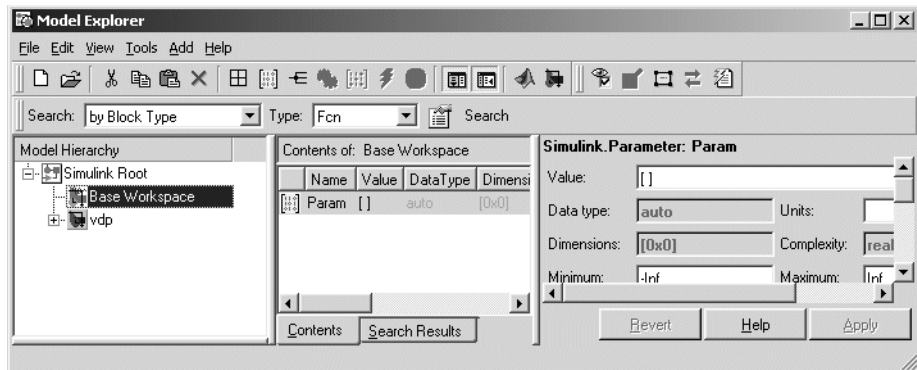 Model Explorer
File Edit View Tools Add Help
Search: by Block Type Type: Fcn Search
Model Hierarchy
Simulink Root
Base Workspace
vdp
Contents of: Base Workspace
Name Value DataType Dimensi
Param [ ] auto [0x0]
Contents Search Results
Simulink.Parameter: Param
Value: [ ]
Data type: auto Units:
Dimensions: [0x0] Complexity: real
Minimum: -Inf Maximum: Inf
Revert Help Apply